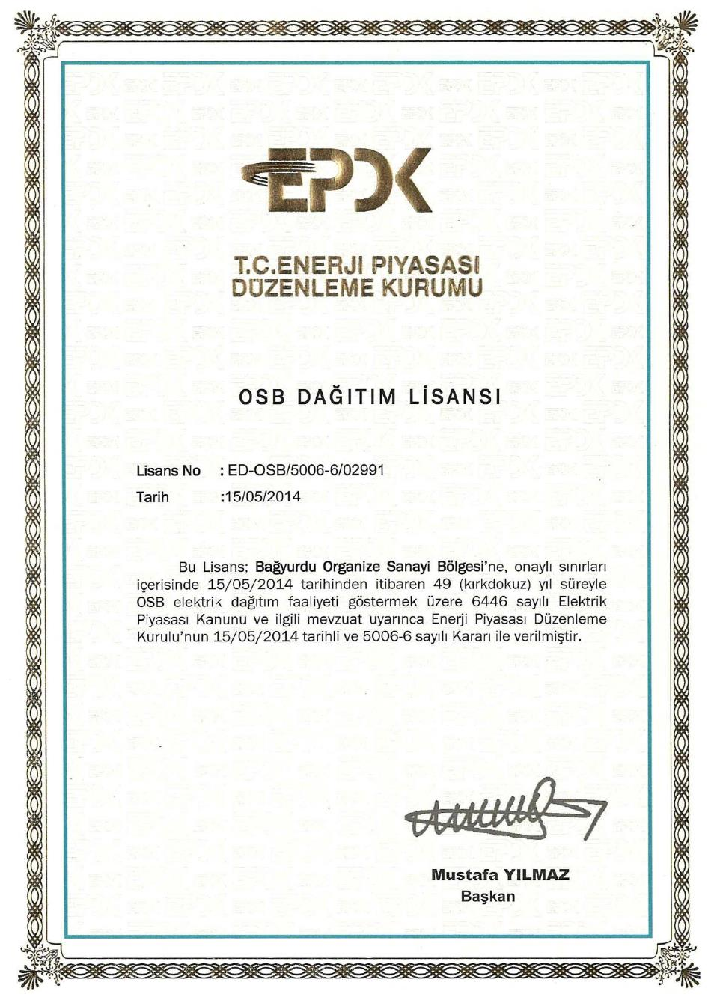 EPDK
T.C.ENERJİ PİYASASI
DÜZENLEME KURUMU
OSB DAĞITIM LİSANSI
Lisans No : ED-OSB/5006-6/02991
Tarih :15/05/2014
Bu Lisans; Bağyurdu Organize Sanayi Bölgesi'ne, onaylı sınırları
içerisinde 15/05/2014 tarihinden itibaren 49 (kırkdokuz) yıl süreyle
OSB elektrik dağıtım faaliyeti göstermek üzere 6446 sayılı Elektrik
Piyasası Kanunu ve ilgili mevzuat uyarınca Enerji Piyasası Düzenleme
Kurulu'nun 15/05/2014 tarihli ve 5006-6 sayılı Kararı ile verilmiştir.
Mustafa YILMAZ
Başkan